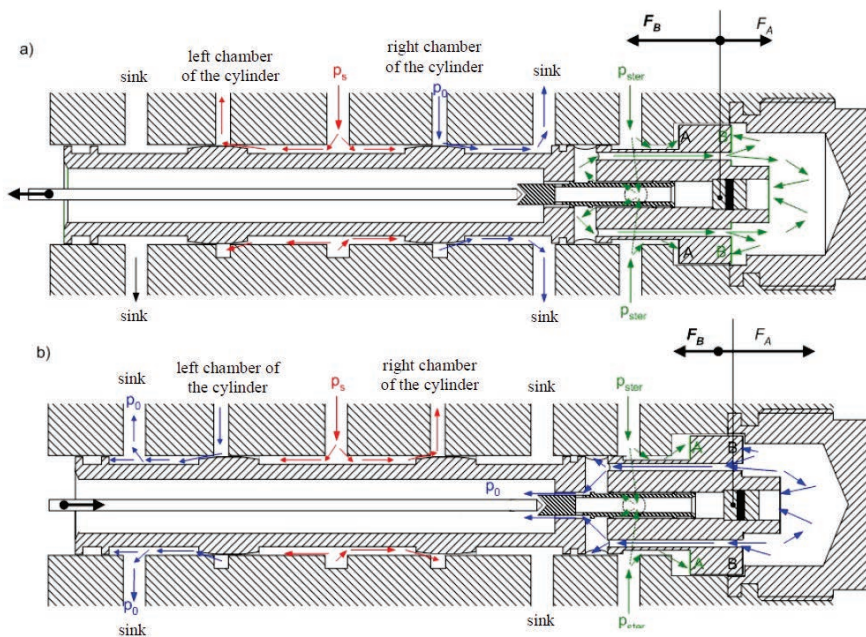 a)
F_B
F_A
left chamber
of the cylinder
right chamber
of the cylinder
sink
p_s
p_0
sink
p_ster
A
B
A
B
sink
sink
p_ster
b)
F_B
F_A
sink
left chamber of
the cylinder
right chamber
of the cylinder
sink
p_0
p_s
p_ster
A
B
p_0
A
B
p_0
sink
sink
p_ster